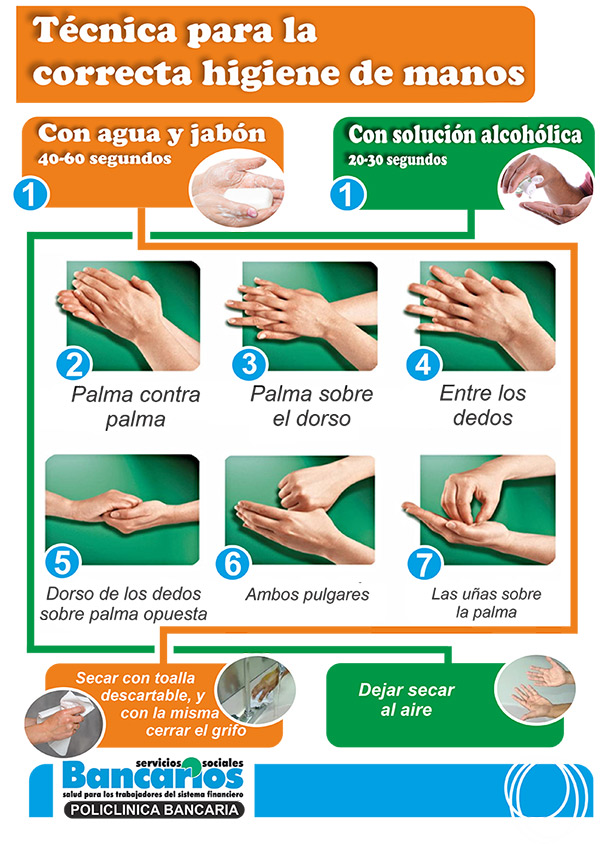 Técnica para la
correcta higiene de manos
Con agua y jabón
40-60 segundos
1
Con solución alcohólica
20-30 segundos
1
2
Palma contra
palma
3
Palma sobre
el dorso
4
Entre los
dedos
5
Dorso de los dedos
sobre palma opuesta
6
Ambos pulgares
7
Las uñas sobre
la palma
Secar con toalla
descartable, y
con la misma
cerrar el grifo
Dejar secar
al aire
servicios sociales
Bancarios
salud para los trabajadores del sistema financiero
POLICLINICA BANCARIA